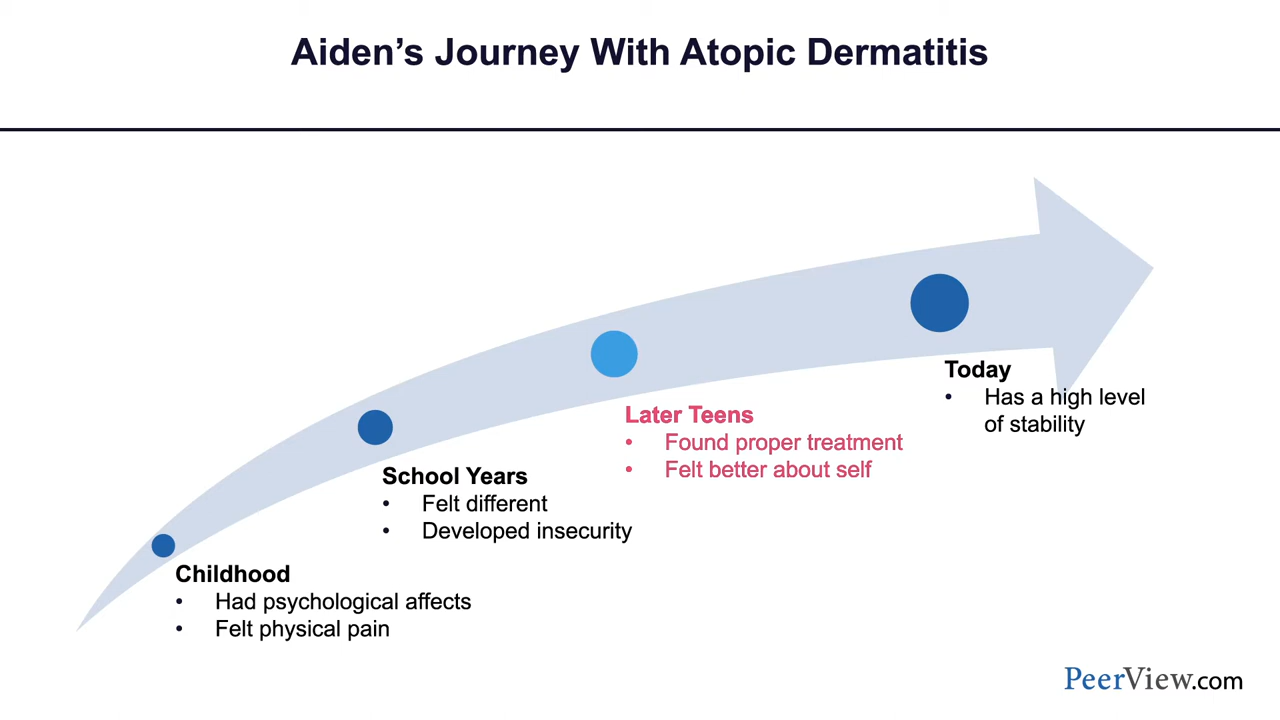 Aiden’s Journey With Atopic Dermatitis
Today
• Has a high level
of stability
Later Teens
• Found proper treatment
• Felt better about self
School Years
• Felt different
• Developed insecurity
Childhood
• Had psychological affects
• Felt physical pain
PeerView.com